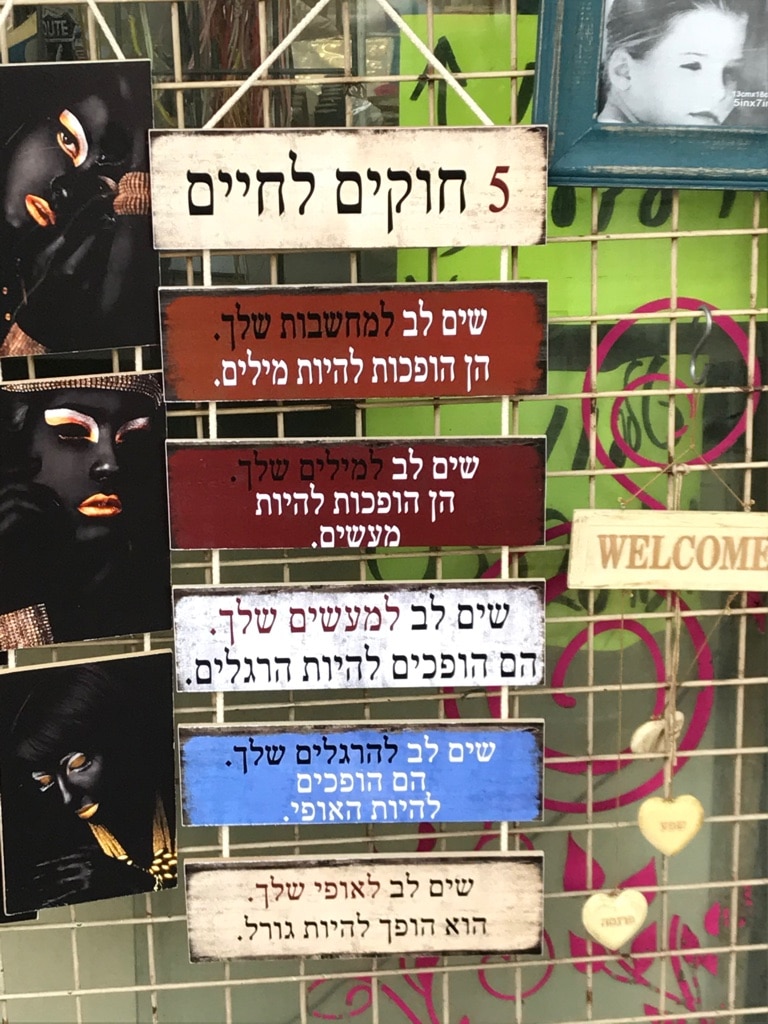 5 חוקים לחיים
שים לב למחשבות שלך.
הן הופכות להיות מילים.
שים לב למילים שלך.
הן הופכות להיות
מעשים.
שים לב למעשים שלך.
הם הופכים להיות הרגלים.
שים לב להרגלים שלך.
הם הופכים
להיות האופי.
שים לב לאופי שלך.
הוא הופך להיות גורל.
WELCOME
שמע
פרנסה